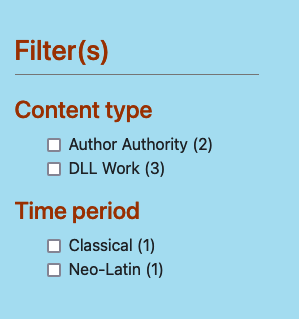 Filter(s)
Content type
Author Authority (2)
DLL Work (3)
Time period
Classical (1)
Neo-Latin (1)